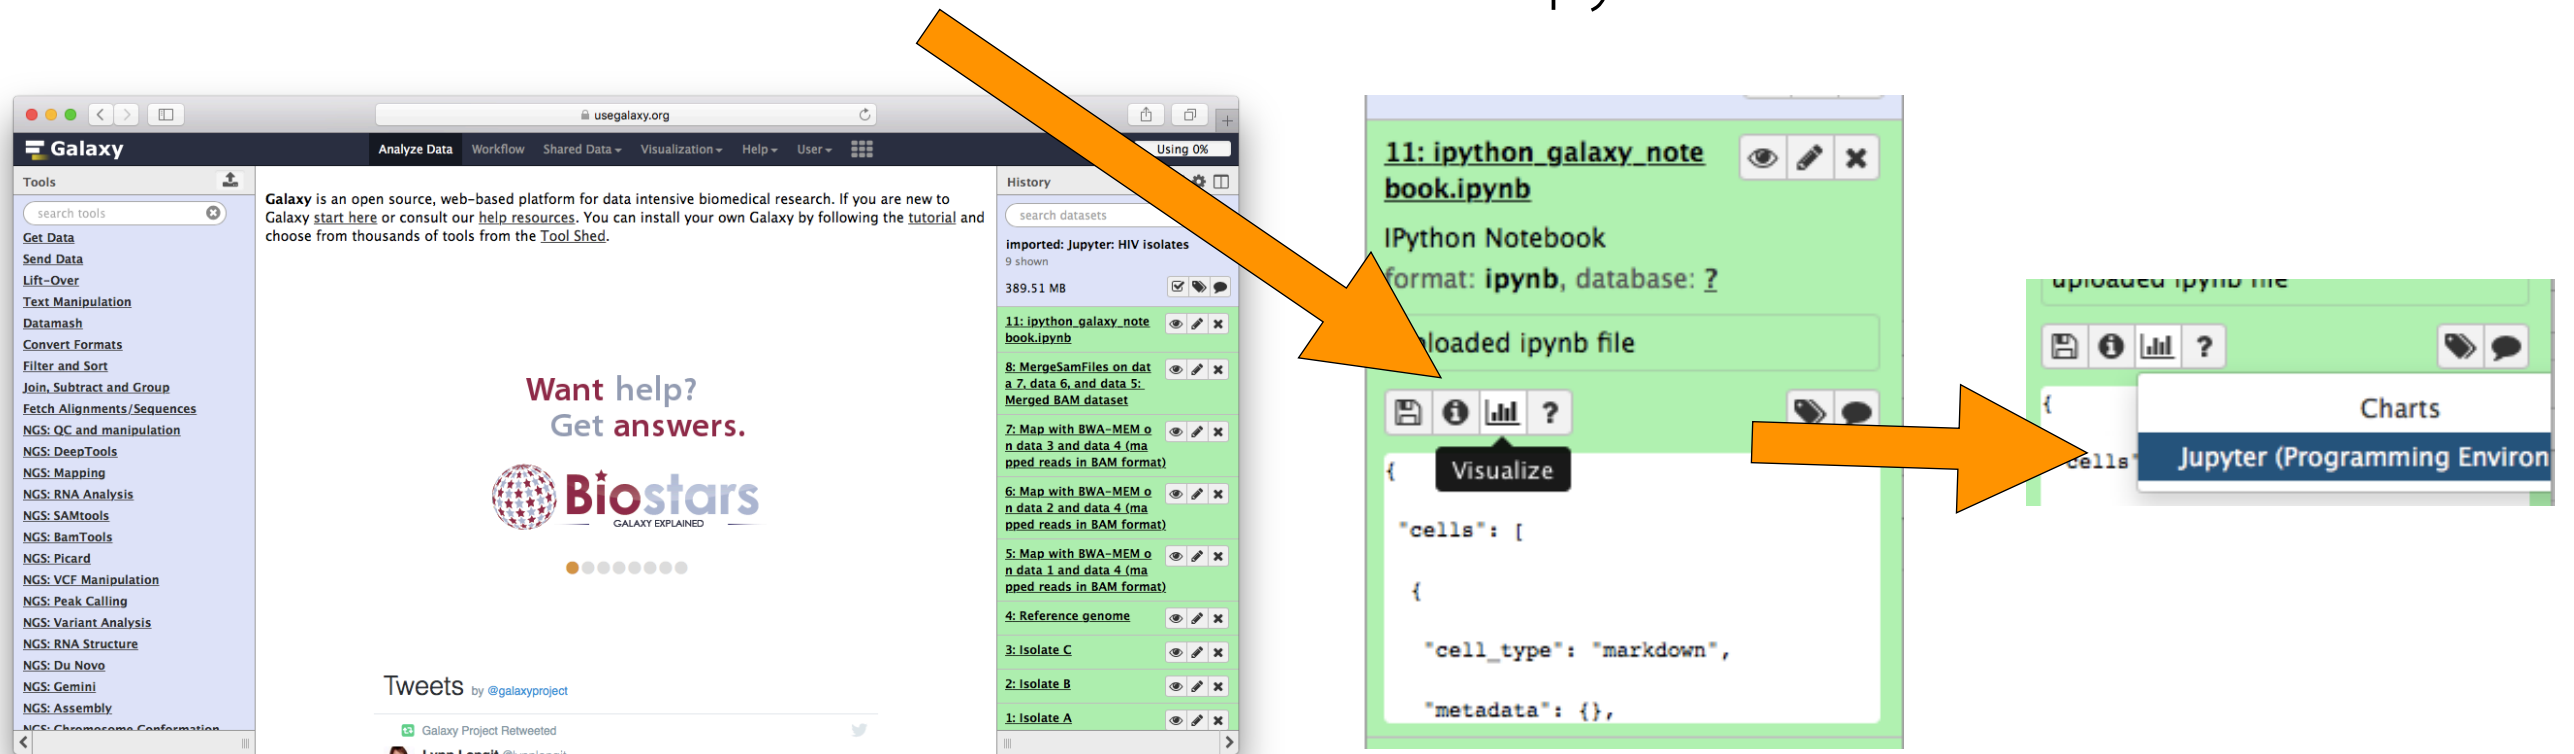 py
usegalaxy.org
Galaxy
Analyze Data Workflow Shared Data Visualization Help User
Using 0%
Tools
search tools
Get Data
Send Data
Lift-Over
Text Manipulation
Datamash
Convert Formats
Filter and Sort
Join, Subtract and Group
Fetch Alignments/Sequences
NGS: QC and manipulation
NGS: DeepTools
NGS: Mapping
NGS: RNA Analysis
NGS: SAMtools
NGS: BamTools
NGS: Picard
NGS: VCF Manipulation
NGS: Peak Calling
NGS: Variant Analysis
NGS: RNA Structure
NGS: Du Novo
NGS: Gemini
NGS: Assembly
NGS: Chromosome Conformation
Galaxy is an open source, web-based platform for data intensive biomedical research. If you are new to
Galaxy start here or consult our help resources. You can install your own Galaxy by following the tutorial and
choose from thousands of tools from the Tool Shed.
Want help?
Get answers.
Biostars
GALAXY EXPLAINED
Tweets by @galaxyproject
Galaxy Project Retweeted
History
search datasets
imported: Jupyter: HIV isolates
9 shown
389.51 MB
11: ipython_galaxy_note
book.ipynb
8: MergeSamFiles on dat
a 7, data 6, and data 5:
Merged BAM dataset
7: Map with BWA-MEM o
n data 3 and data 4 (ma
pped reads in BAM format)
6: Map with BWA-MEM o
n data 2 and data 4 (ma
pped reads in BAM format)
5: Map with BWA-MEM o
n data 1 and data 4 (ma
pped reads in BAM format)
4: Reference genome
3: Isolate C
2: Isolate B
1: Isolate A
11: ipython_galaxy_note
book.ipynb
IPython Notebook
format: ipynb, database: ?
loaded ipynb file
?
Visualize
{
"cells": [
{
"cell_type": "markdown",
"metadata": {},
uploaded ipynb file
?
{
Charts
cells"
Jupyter (Programming Environ